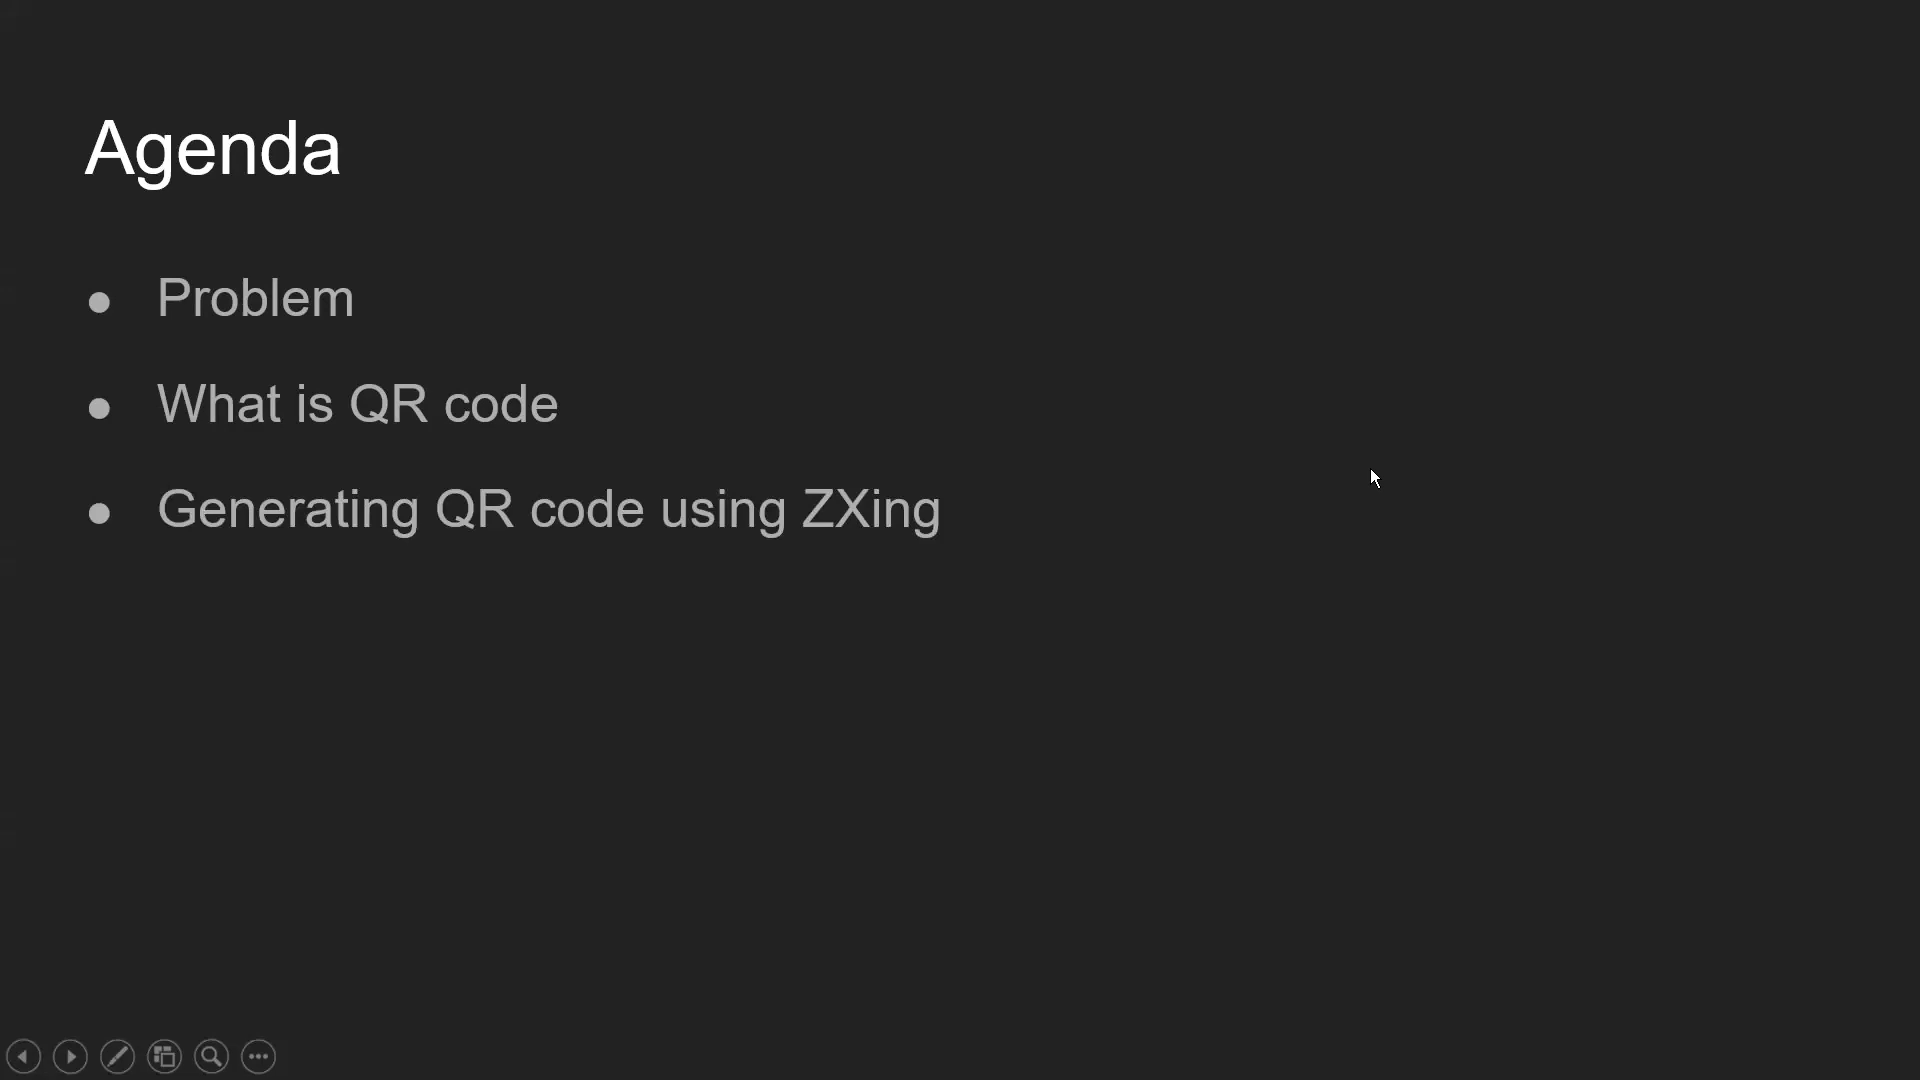 Agenda
● Problem
● What is QR code
● Generating QR code using ZXing